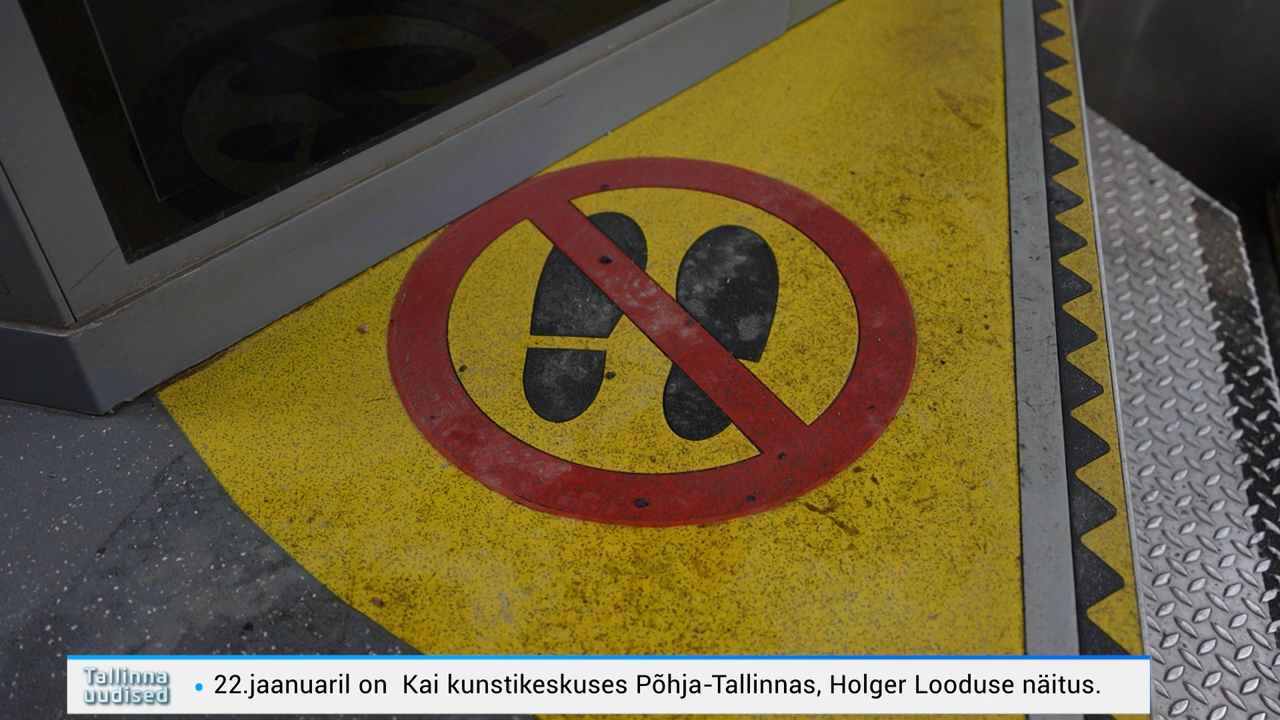 Tallinna
uudised
• 22.jaanuaril on  Kai kunstikeskuses Põhja-Tallinnas, Holger Looduse näitus.